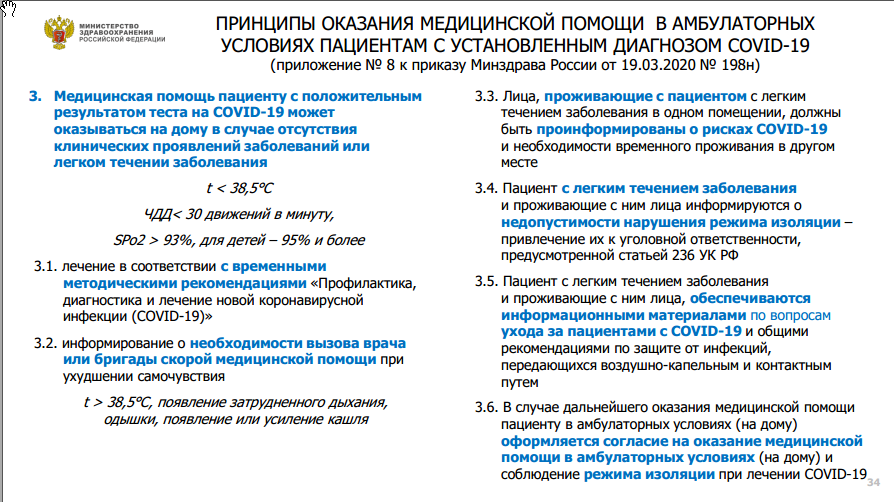 МИНИСТЕРСТВО
ЗДРАВООХРАНЕНИЯ
РОССИЙСКОЙ ФЕДЕРАЦИИ
ПРИНЦИПЫ ОКАЗАНИЯ МЕДИЦИНСКОЙ ПОМОЩИ В АМБУЛАТОРНЫХ
УСЛОВИЯХ ПАЦИЕНТАМ С УСТАНОВЛЕННЫМ ДИАГНОЗОМ COVID-19
(приложение № 8 к приказу Минздрава России от 19.03.2020 № 198н)
3. Медицинская помощь пациенту с положительным
результатом теста на COVID-19 может
оказываться на дому в случае отсутствия
клинических проявлений заболеваний или
легком течении заболевания
t < 38,5°C
ЧДД< 30 движений в минуту,
SPo2 > 93%, для детей – 95% и более
3.1. лечение в соответствии с временными
методическими рекомендациями «Профилактика,
диагностика и лечение новой коронавирусной
инфекции (COVID-19)»
3.2. информирование о необходимости вызова врача
или бригады скорой медицинской помощи при
ухудшении самочувствия
t > 38,5°C, появление затрудненного дыхания,
одышки, появление или усиление кашля
3.3. Лица, проживающие с пациентом с легким
течением заболевания в одном помещении, должны
быть проинформированы о рисках COVID-19
и необходимости временного проживания в другом
месте
3.4. Пациент с легким течением заболевания
и проживающие с ним лица информируются о
недопустимости нарушения режима изоляции –
привлечение их к уголовной ответственности,
предусмотренной статьей 236 УК РФ
3.5. Пациент с легким течением заболевания
и проживающие с ним лица, обеспечиваются
информационными материалами по вопросам
ухода за пациентами с COVID-19 и общими
рекомендациями по защите от инфекций,
передающихся воздушно-капельным и контактным
путем
3.6. В случае дальнейшего оказания медицинской помощи
пациенту в амбулаторных условиях (на дому)
оформляется согласие на оказание медицинской
помощи в амбулаторных условиях (на дому) и
соблюдение режима изоляции при лечении COVID-19
34